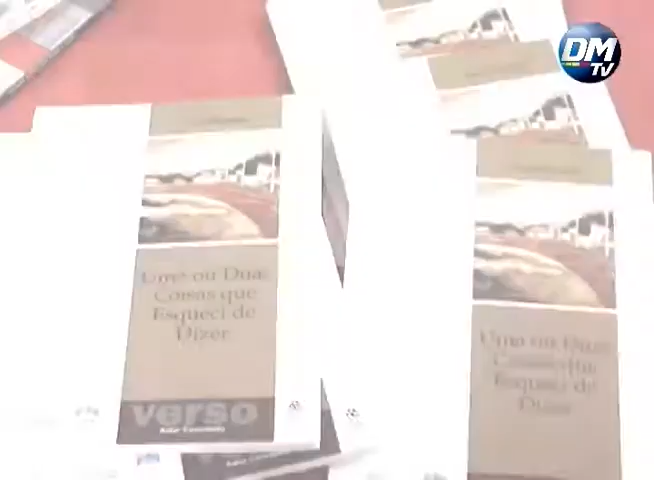 DM
TV
Uma ou Duas
Coisas que
Esqueci de
Dizer
verso
Uma ou Duas
Coisas que
Esqueci de
Dizer